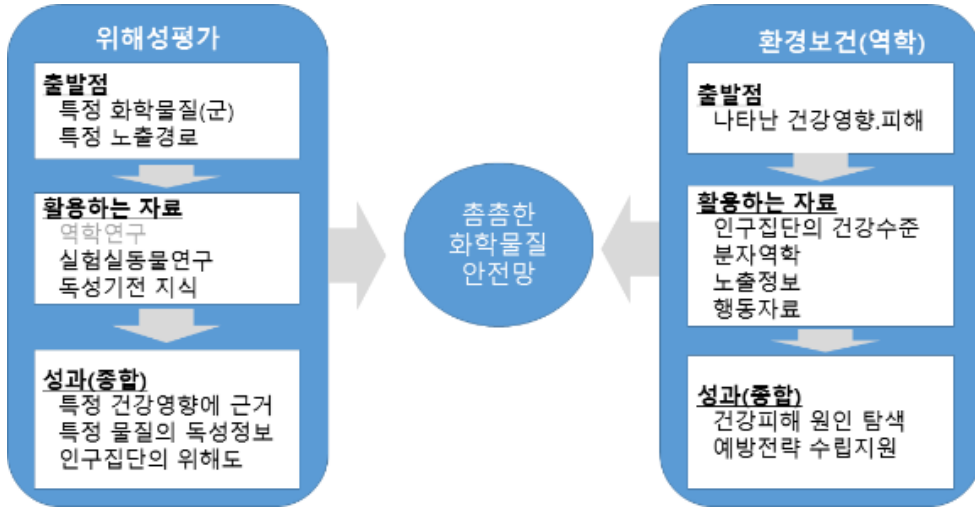 위해성평가
출발점
특정 화학물질(군)
특정 노출경로
활용하는 자료
역학연구
실험실동물연구
독성기전 지식
성과(종합)
특정 건강영향에 근거
특정 물질의 독성정보
인구집단의 위해도
촘촘한
화학물질
안전망
환경보건(역학)
출발점
나타난 건강영향.피해
활용하는 자료
인구집단의 건강수준
분자역학
노출정보
행동자료
성과(종합)
건강피해 원인 탐색
예방전략 수립지원